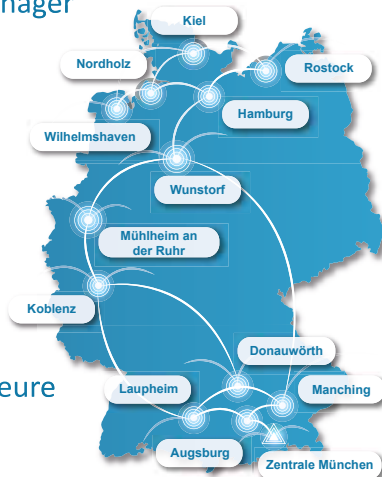 nager
Kiel
Nordholz
Rostock
Hamburg
Wilhelmshaven
Wunstorf
Mühlheim an
der Ruhr
Koblenz
Donauwörth
eure
Laupheim
Manching
Augsburg
Zentrale München